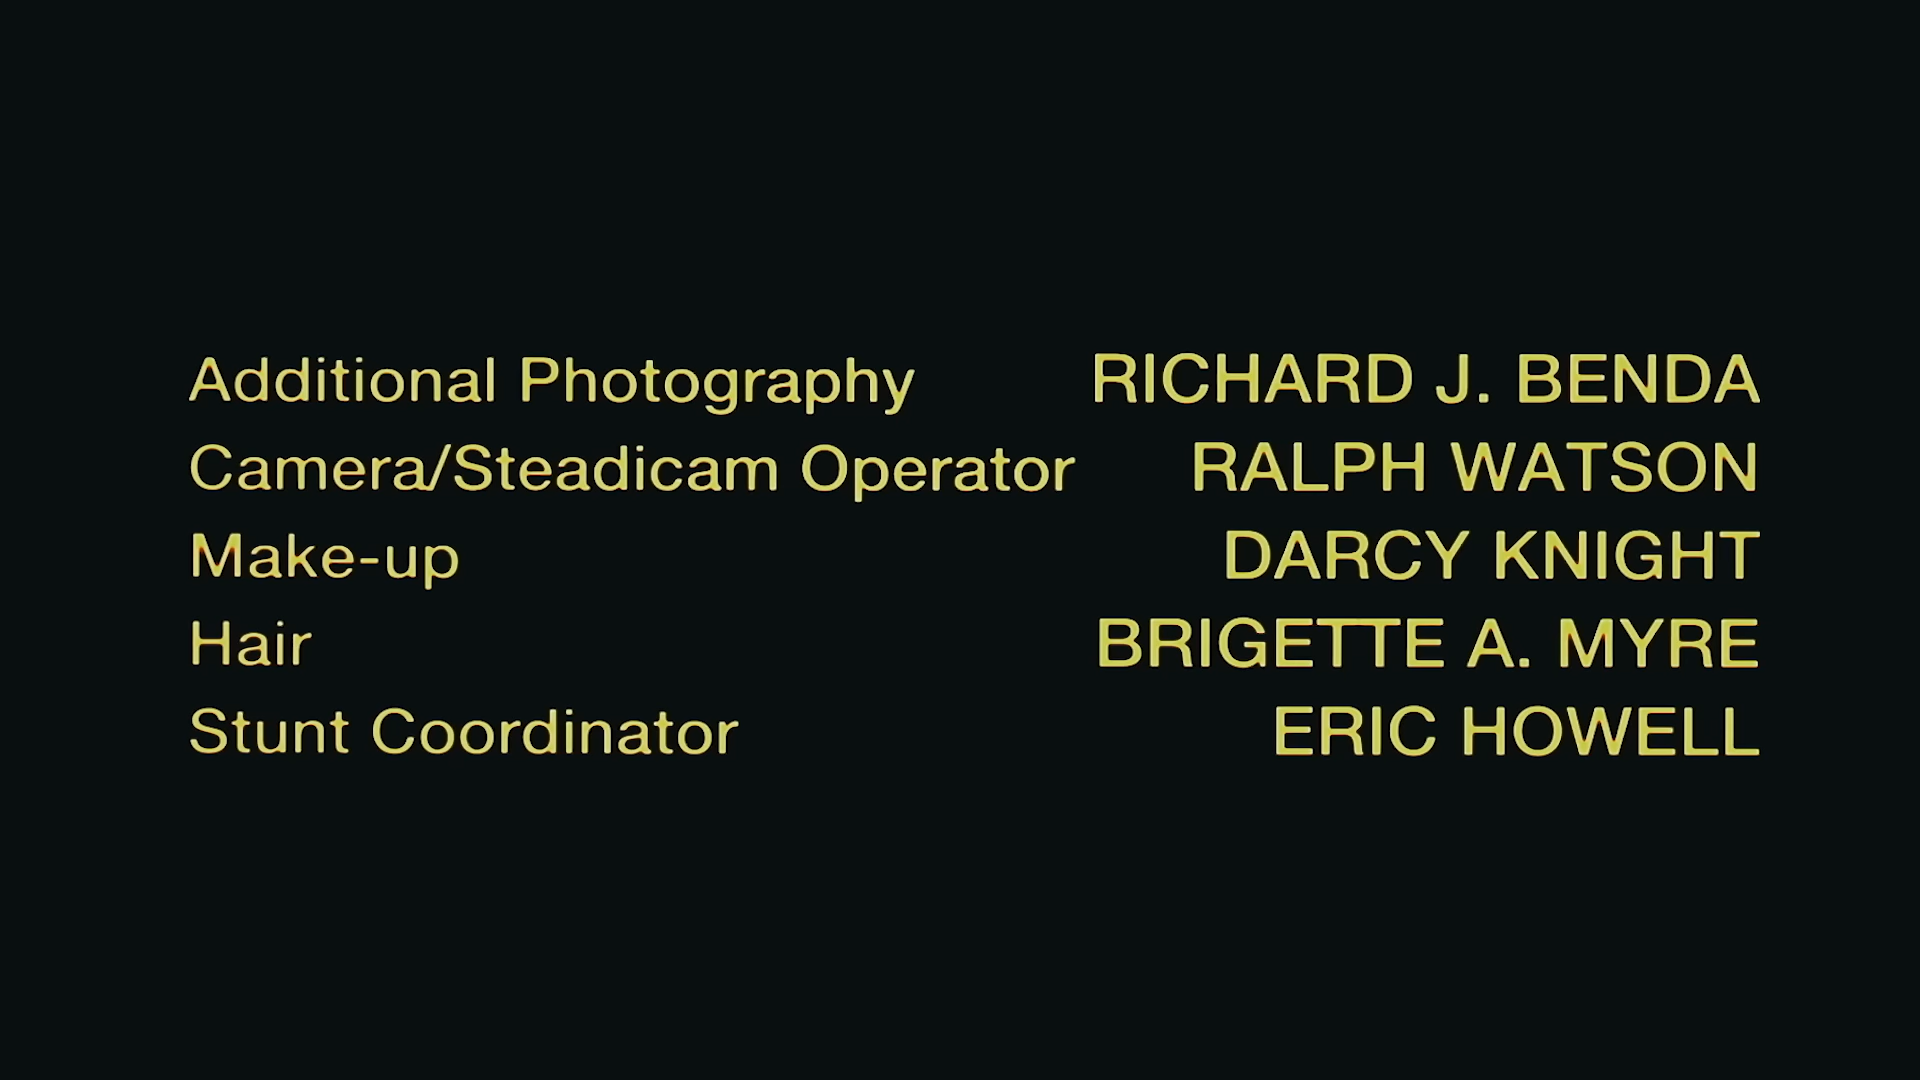 Additional Photography RICHARD J. BENDA
Camera/Steadicam Operator RALPH WATSON
Make-up DARCY KNIGHT
Hair BRIGETTE A. MYRE
Stunt Coordinator ERIC HOWELL